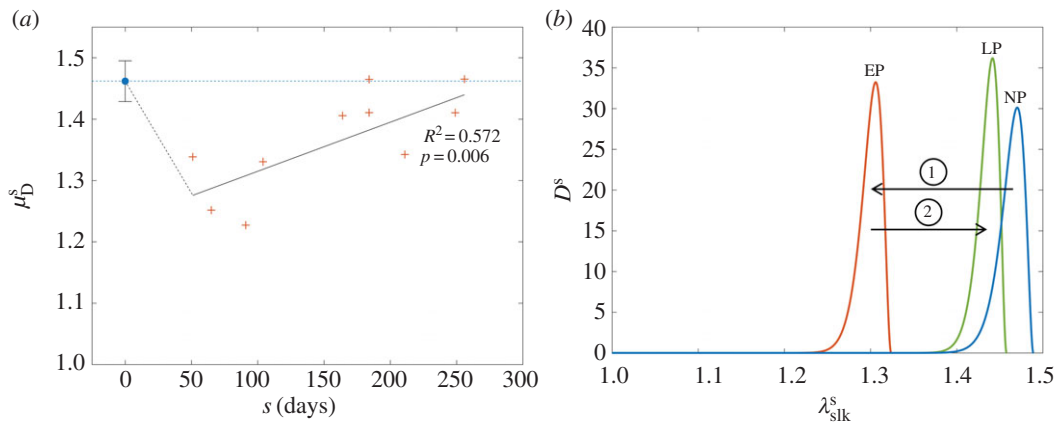 (a)
1.5
1.4
1.3
1.2
1.1
1.0
μ_D^s
R² = 0.572
p = 0.006
0 50 100 150 200 250 300
s (days)
(b)
40
35
30
25
20
15
10
5
0
D^s
EP
LP
NP
1
2
1.0 1.1 1.2 1.3 1.4 1.5
λ_slk^s